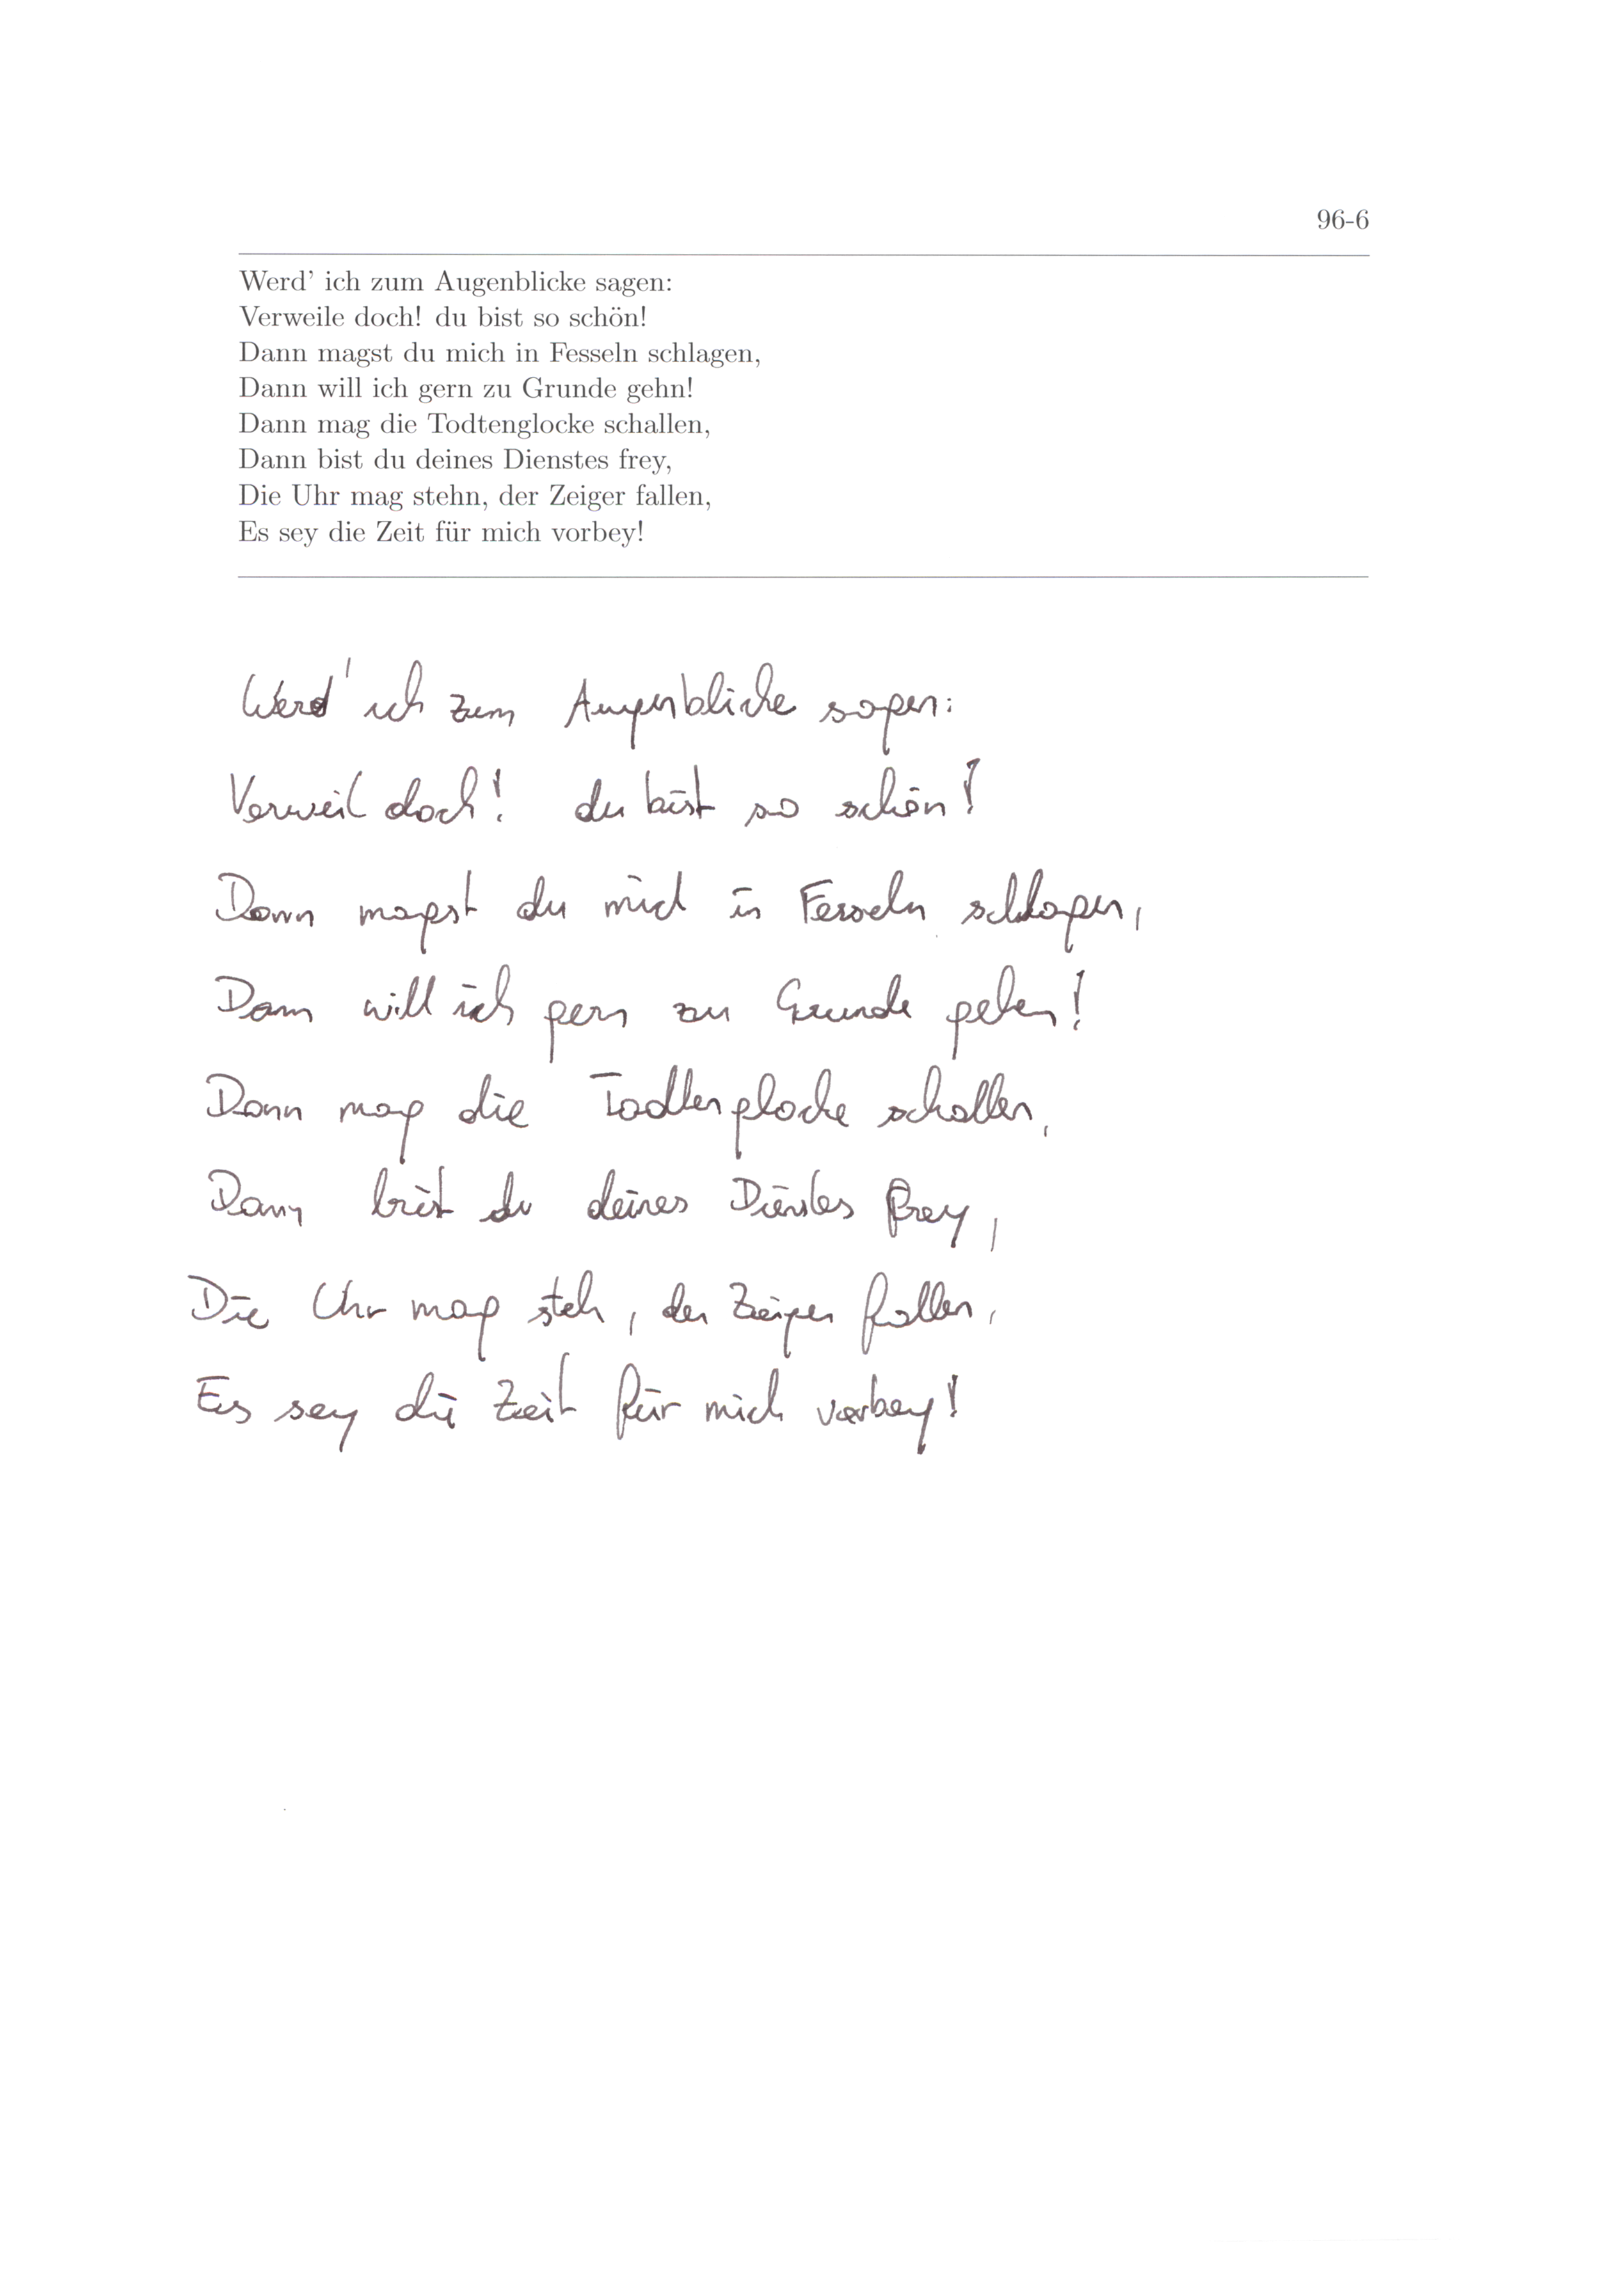 96-6
Werd' ich zum Augenblicke sagen:
Verweile doch! du bist so schön!
Dann magst du mich in Fesseln schlagen,
Dann will ich gern zu Grunde gehn!
Dann mag die Todtenglocke schallen,
Dann bist du deines Dienstes frey,
Die Uhr mag stehn, der Zeiger fallen,
Es sey die Zeit für mich vorbey!
Werd' ich zum Augenblicke sagen:
Verweil doch! du bist so schön!
Dann magst du mich in Fesseln schlagen,
Dann will ich gern zu Grunde gehen!
Dann mag die Todtenglocke schallen,
Dann bist du deines Dienstes frey,
Die Uhr mag steh, der Zeiger fallen,
Es sey die Zeit für mich vorbey!